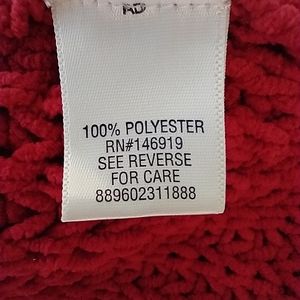 100% POLYESTER
RN#146919
SEE REVERSE
FOR CARE
889602311888